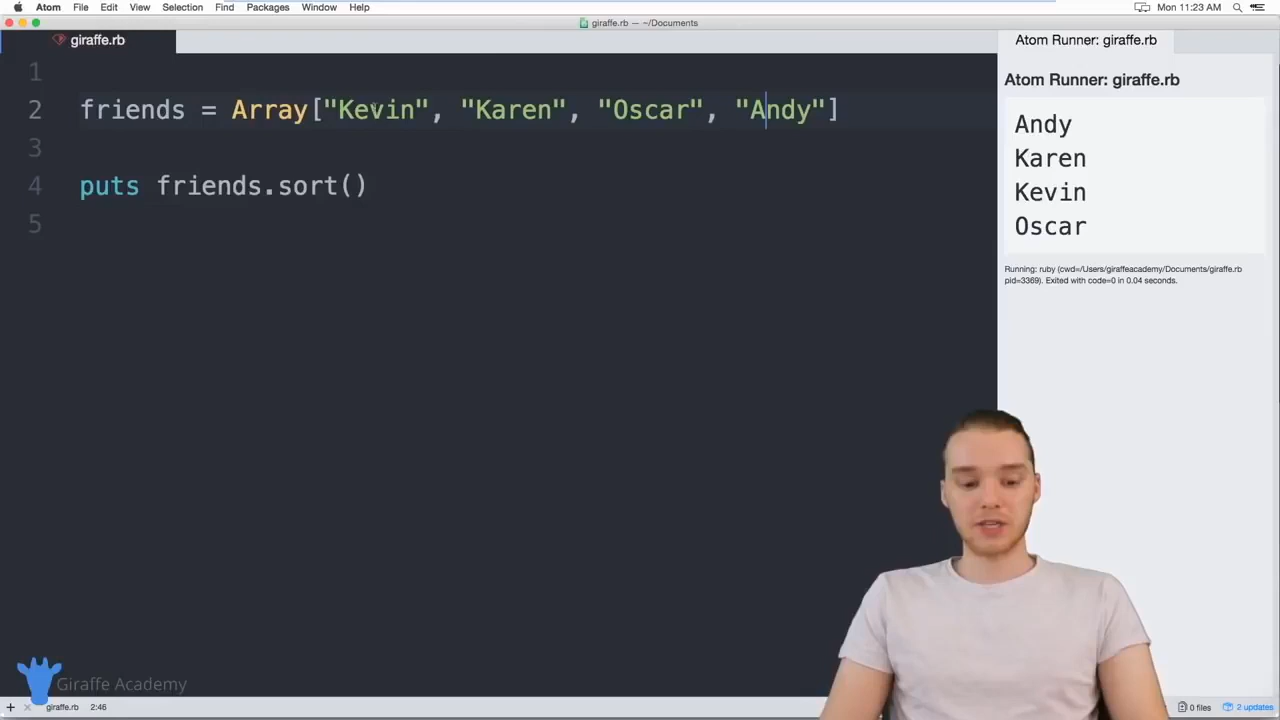 Atom File Edit View Selection Find Packages Window Help Mon 11:23 AM
giraffe.rb — ~/Documents
giraffe.rb
Atom Runner: giraffe.rb
1
2 friends = Array["Kevin", "Karen", "Oscar", "Andy"]
3
4 puts friends.sort()
5
Atom Runner: giraffe.rb
Andy
Karen
Kevin
Oscar
Running: ruby (cwd=/Users/giraffeacademy/Documents/giraffe.rb
pid=3369). Exited with code=0 in 0.04 seconds.
Giraffe Academy
giraffe.rb 2:46 0 files 2 updates